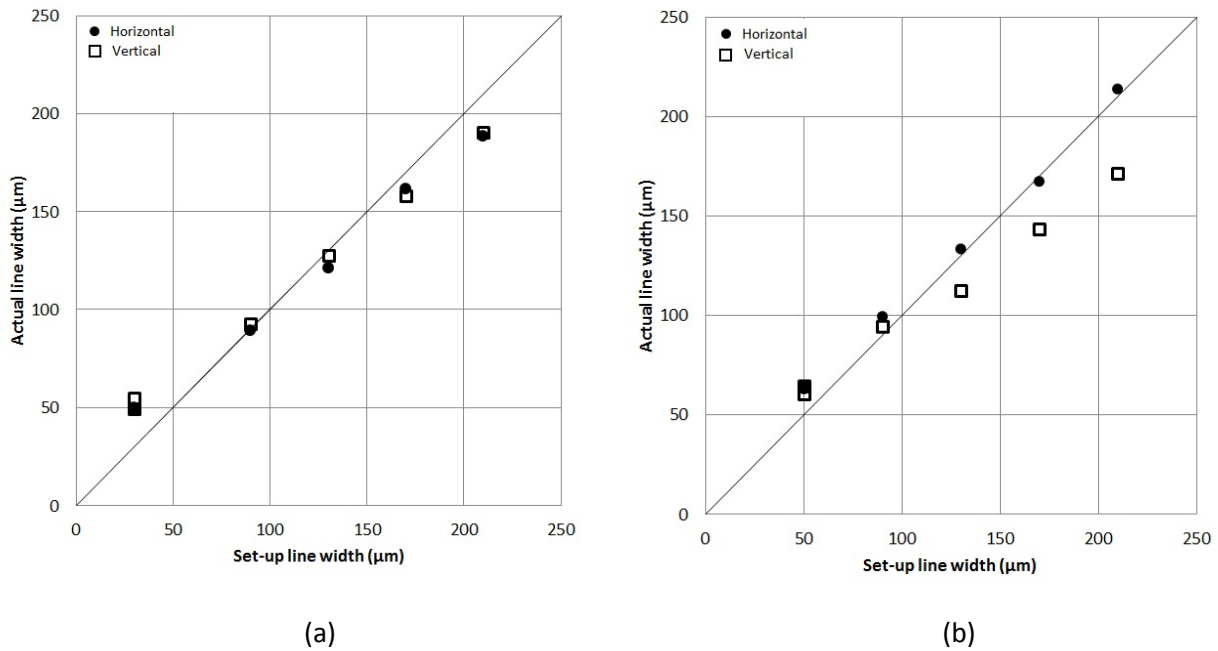 250
200
150
100
50
0
Actual line width (µm)
Horizontal
Vertical
0 50 100 150 200 250
Set-up line width (µm)
(a)
250
200
150
100
50
0
Actual line width (µm)
Horizontal
Vertical
0 50 100 150 200 250
Set-up line width (µm)
(b)